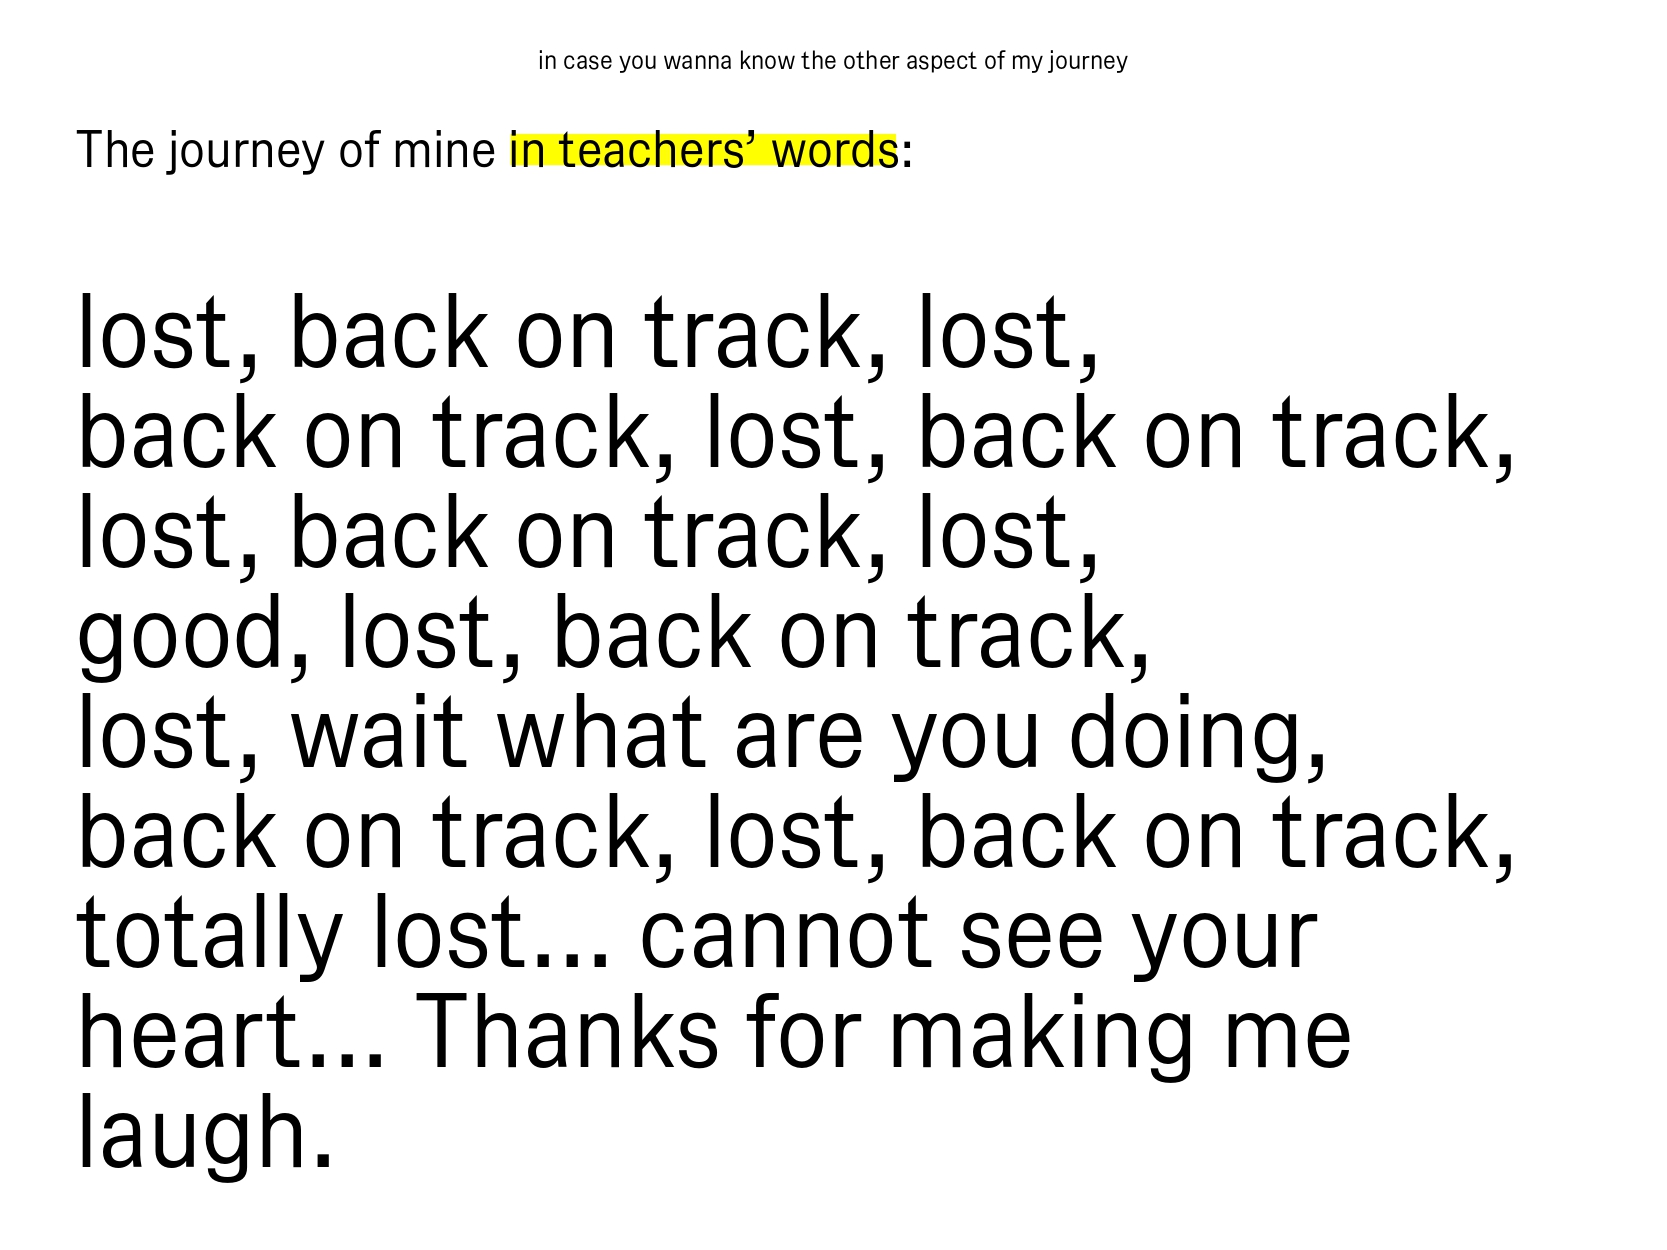 in case you wanna know the other aspect of my journey
The journey of mine in teachers’ words:
lost, back on track, lost,
back on track, lost, back on track,
lost, back on track, lost,
good, lost, back on track,
lost, wait what are you doing,
back on track, lost, back on track,
totally lost... cannot see your
heart... Thanks for making me
laugh.